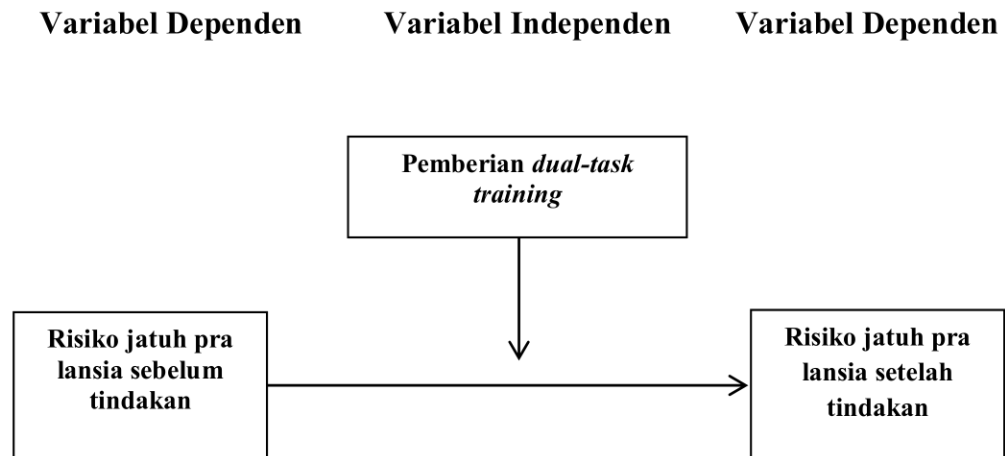 Variabel Dependen
Variabel Independen
Variabel Dependen
Pemberian dual-task
training
Risiko jatuh pra
lansia sebelum
tindakan
Risiko jatuh pra
lansia setelah
tindakan